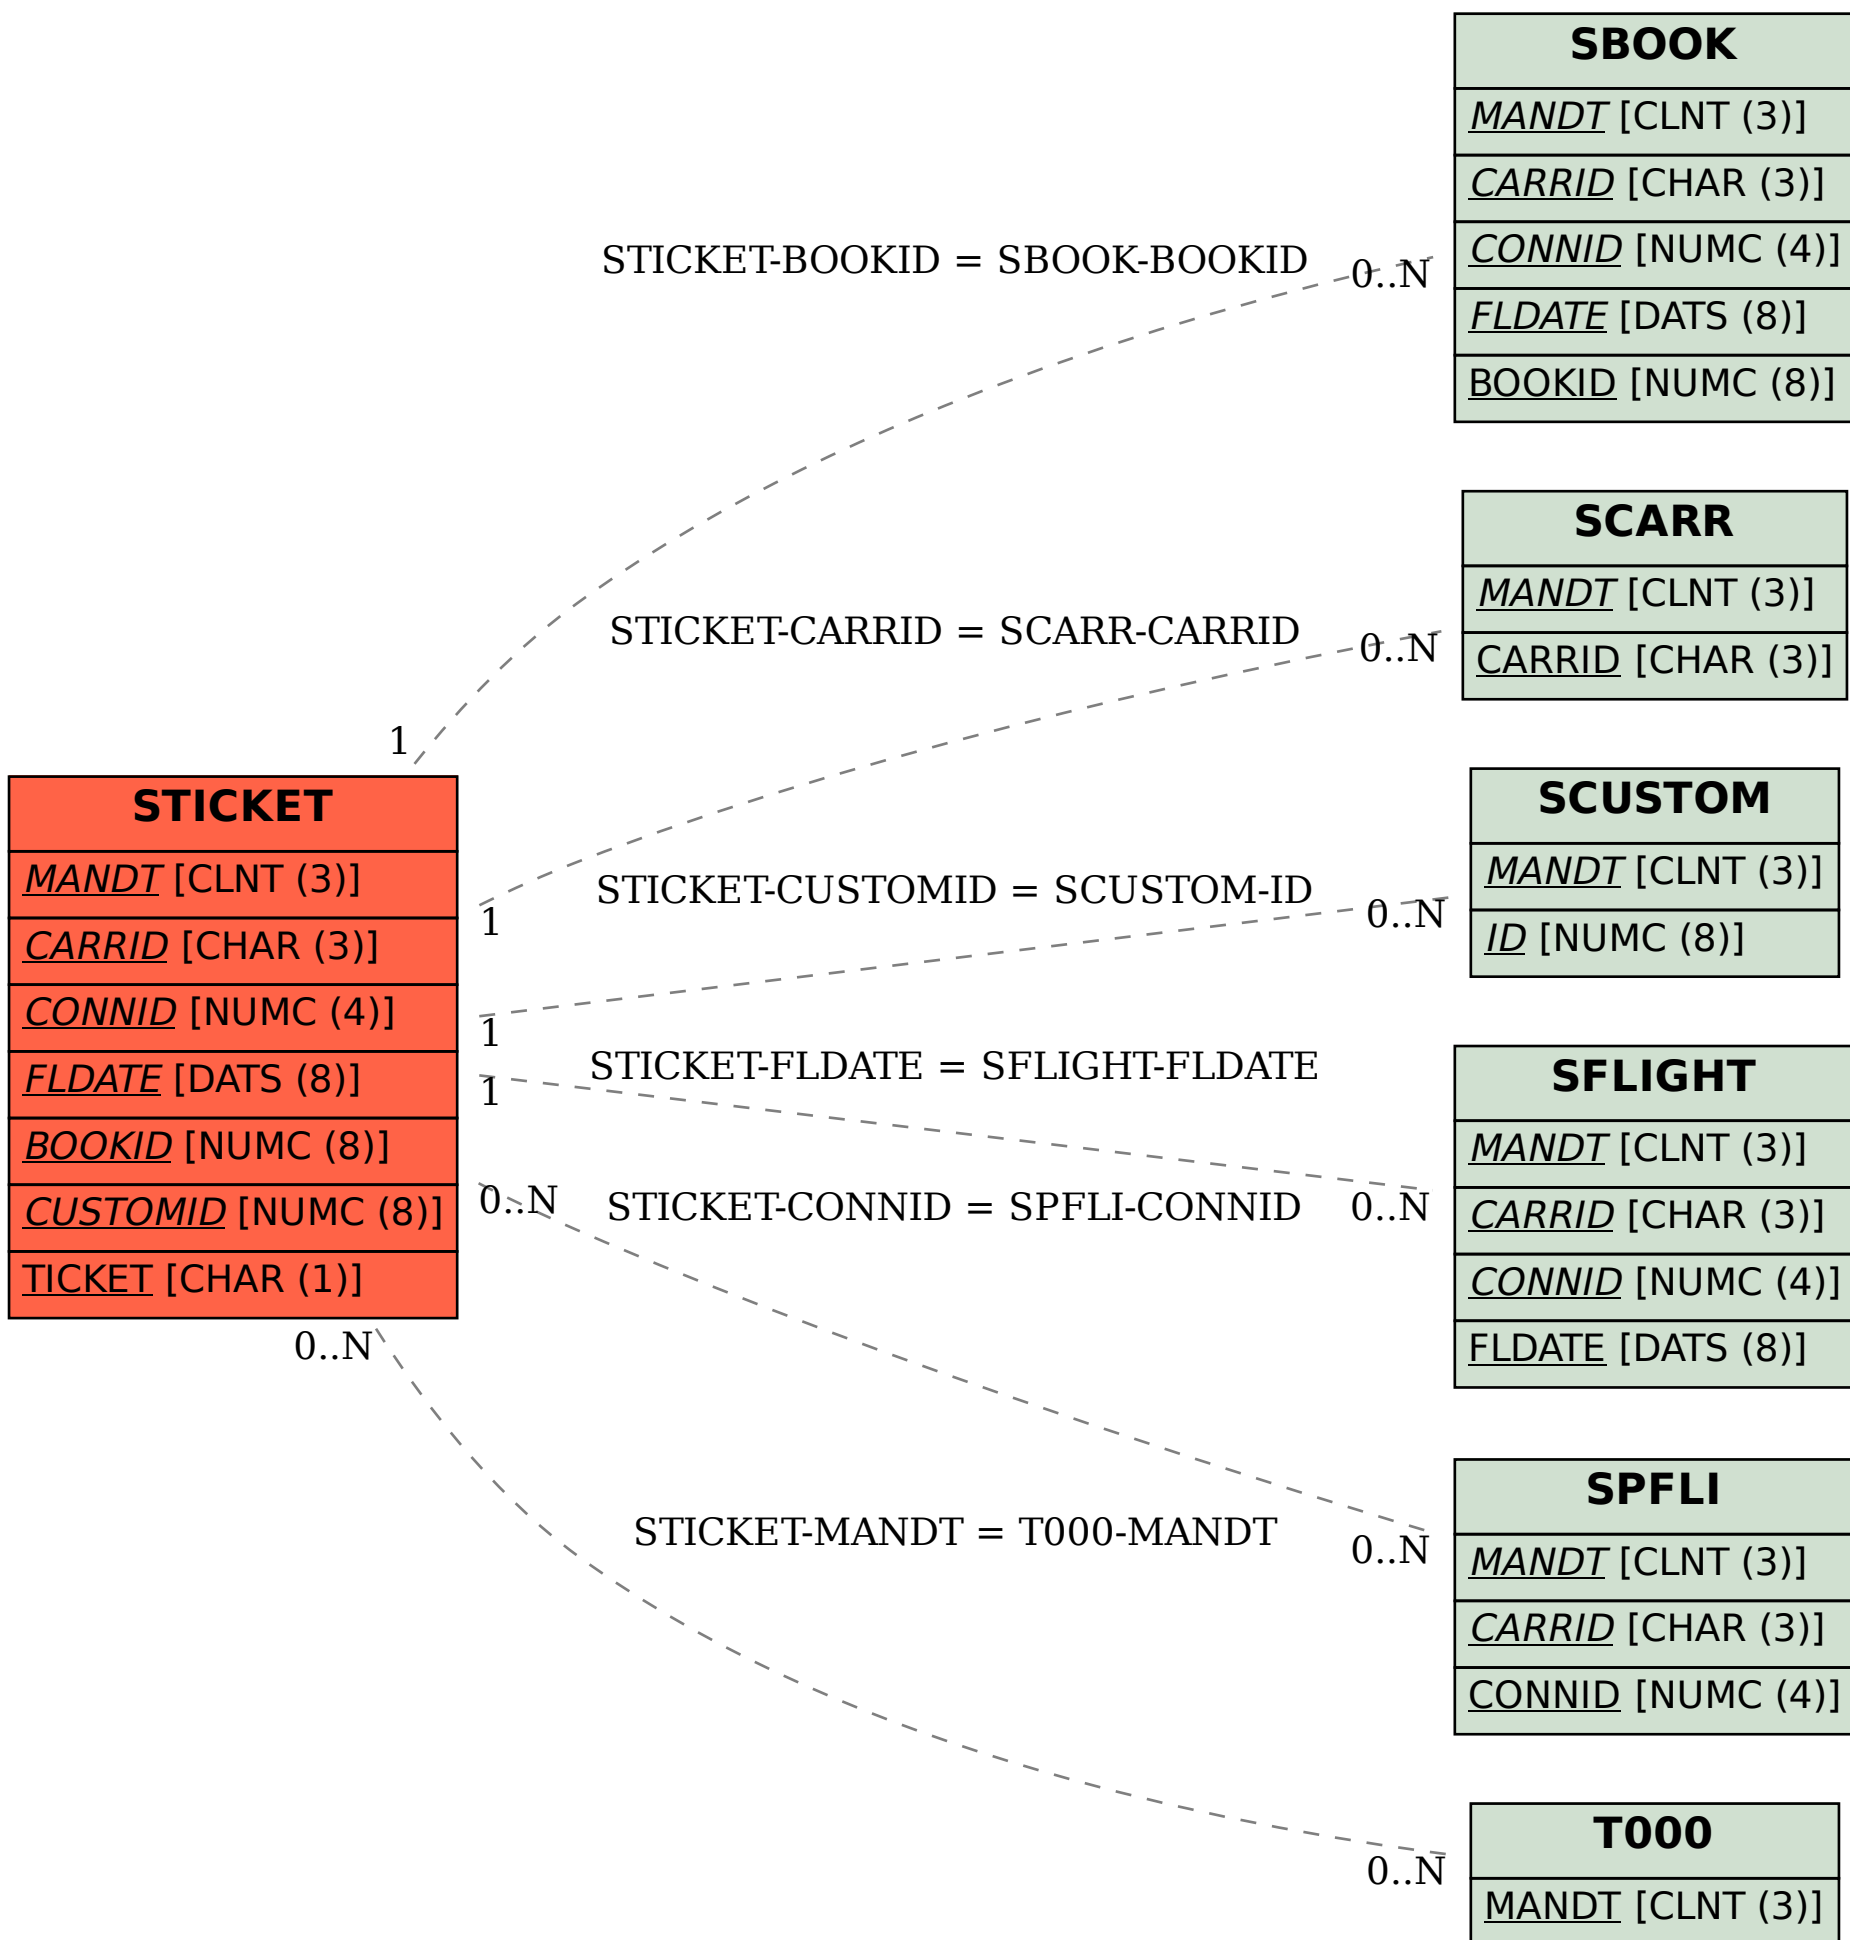 SBOOK
MANDT [CLNT (3)]
CARRID [CHAR (3)]
CONNID [NUMC (4)]
FLDATE [DATS (8)]
BOOKID [NUMC (8)]
STICKET-BOOKID = SBOOK-BOOKID
0..N
1
SCARR
MANDT [CLNT (3)]
CARRID [CHAR (3)]
STICKET-CARRID = SCARR-CARRID
0..N
1
STICKET
MANDT [CLNT (3)]
CARRID [CHAR (3)]
CONNID [NUMC (4)]
FLDATE [DATS (8)]
BOOKID [NUMC (8)]
CUSTOMID [NUMC (8)]
TICKET [CHAR (1)]
SCUSTOM
MANDT [CLNT (3)]
ID [NUMC (8)]
STICKET-CUSTOMID = SCUSTOM-ID
0..N
1
SFLIGHT
MANDT [CLNT (3)]
CARRID [CHAR (3)]
CONNID [NUMC (4)]
FLDATE [DATS (8)]
STICKET-FLDATE = SFLIGHT-FLDATE
1
0..N
STICKET-CONNID = SPFLI-CONNID
0..N
0..N
SPFLI
MANDT [CLNT (3)]
CARRID [CHAR (3)]
CONNID [NUMC (4)]
STICKET-MANDT = T000-MANDT
0..N
0..N
T000
MANDT [CLNT (3)]